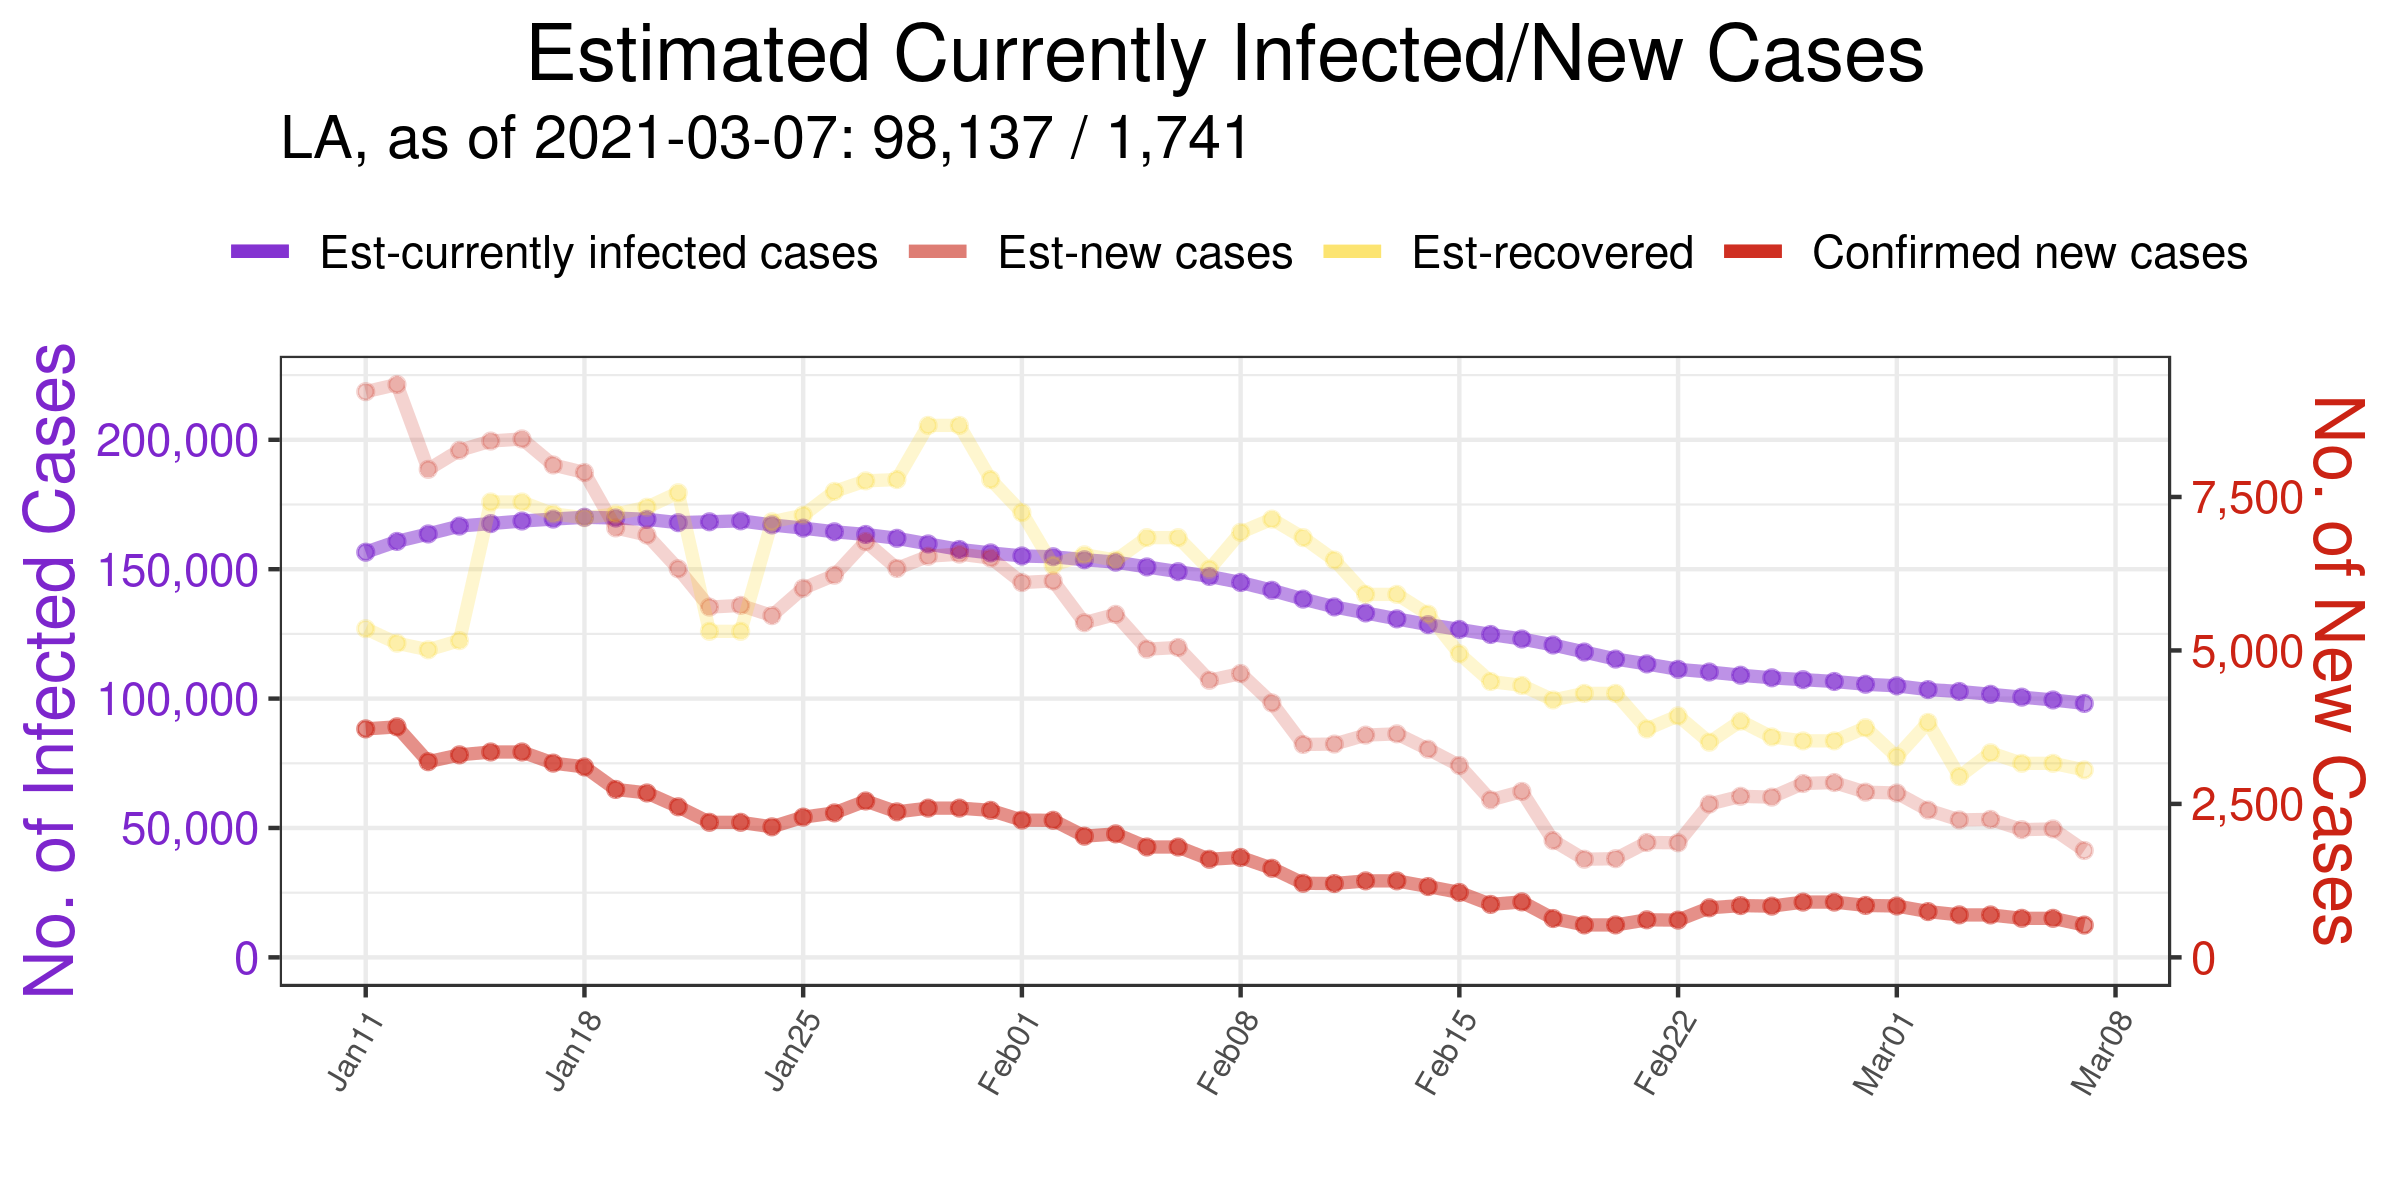 Estimated Currently Infected/New Cases
LA, as of 2021-03-07: 98,137 / 1,741
Est-currently infected cases Est-new cases Est-recovered Confirmed new cases
No. of Infected Cases
200,000
150,000
100,000
50,000
0
7,500
5,000
2,500
0
No. of New Cases
Jan11 Jan18 Jan25 Feb01 Feb08 Feb15 Feb22 Mar01 Mar08